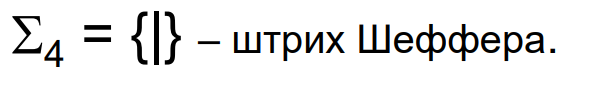 Σ₄ = {|} – штрих Шеффера.